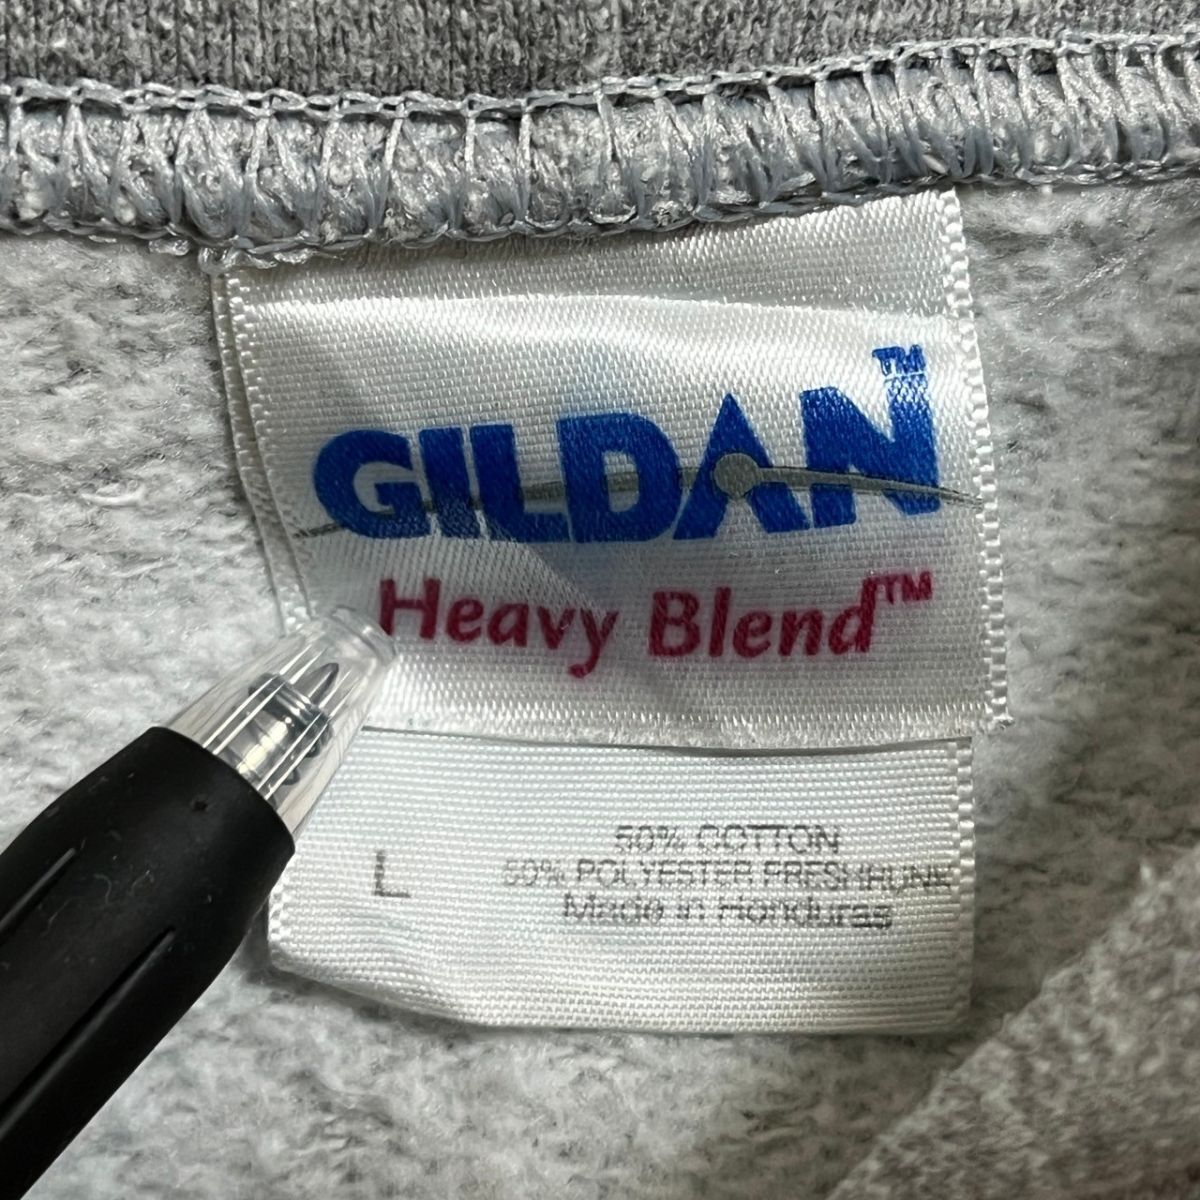 GILDAN™
Heavy Blend™
L
50% COTTON
50% POLYESTER PRESHRUNK
Made in Honduras